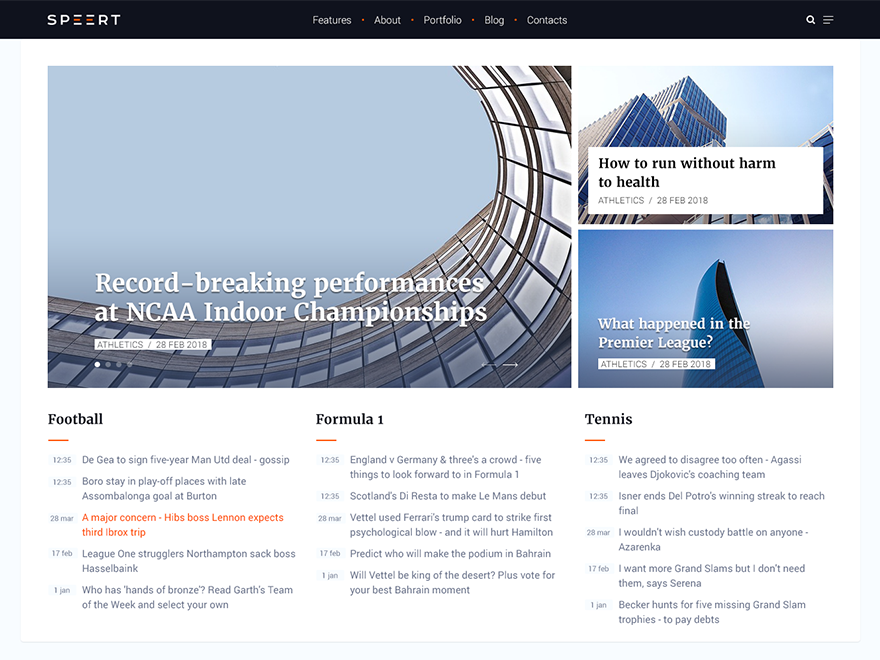 SPEERT
Features • About • Portfolio • Blog • Contacts
Record-breaking performances
at NCAA Indoor Championships
ATHLETICS / 28 FEB 2018
How to run without harm
to health
ATHLETICS / 28 FEB 2018
What happened in the
Premier League?
ATHLETICS / 28 FEB 2018
Football
12:35 De Gea to sign five-year Man Utd deal - gossip
12:35 Boro stay in play-off places with late
Assombalonga goal at Burton
28 mar A major concern - Hibs boss Lennon expects
third Ibrox trip
17 feb League One strugglers Northampton sack boss
Hasselbaink
1 jan Who has 'hands of bronze'? Read Garth's Team
of the Week and select your own
Formula 1
12:35 England v Germany & three's a crowd - five
things to look forward to in Formula 1
12:35 Scotland's Di Resta to make Le Mans debut
28 mar Vettel used Ferrari's trump card to strike first
psychological blow - and it will hurt Hamilton
17 feb Predict who will make the podium in Bahrain
1 jan Will Vettel be king of the desert? Plus vote for
your best Bahrain moment
Tennis
12:35 We agreed to disagree too often - Agassi
leaves Djokovic's coaching team
12:35 Isner ends Del Potro's winning streak to reach
final
28 mar I wouldn't wish custody battle on anyone -
Azarenka
17 feb I want more Grand Slams but I don't need
them, says Serena
1 jan Becker hunts for five missing Grand Slam
trophies - to pay debts